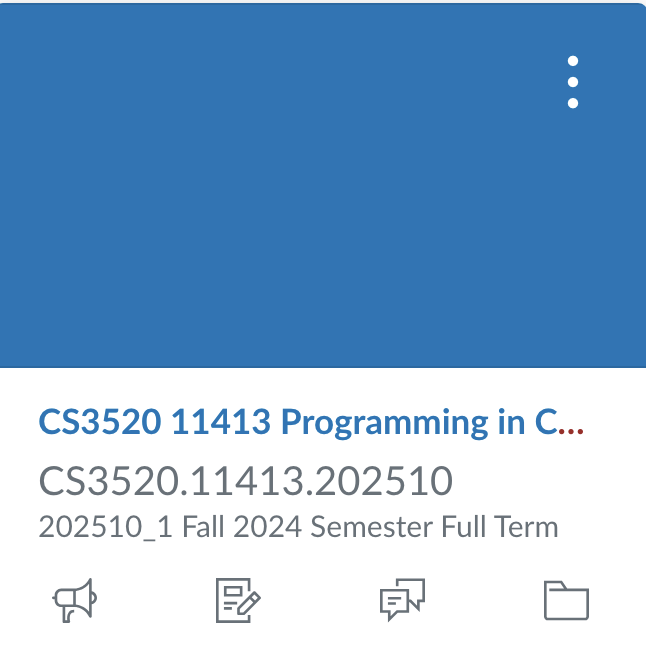 CS3520 11413 Programming in C...
CS3520.11413.202510
202510_1 Fall 2024 Semester Full Term